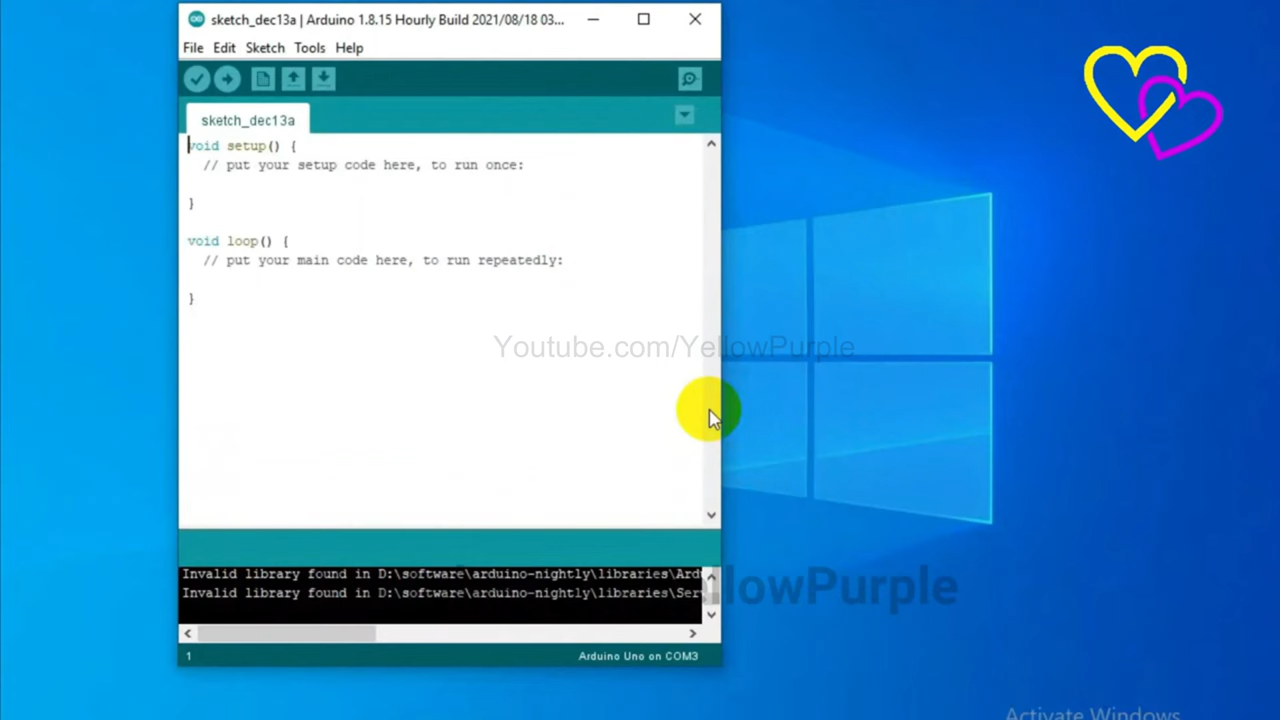 sketch_dec13a | Arduino 1.8.15 Hourly Build 2021/08/18 03...
File Edit Sketch Tools Help
sketch_dec13a
void setup() {
// put your setup code here, to run once:
}
void loop() {
// put your main code here, to run repeatedly:
}
Youtube.com/YellowPurple
Invalid library found in D:\software\arduino-nightly\libraries\Ard
Invalid library found in D:\software\arduino-nightly\libraries\Ser
llowPurple
1
Arduino Uno on COM3
Activate Windows